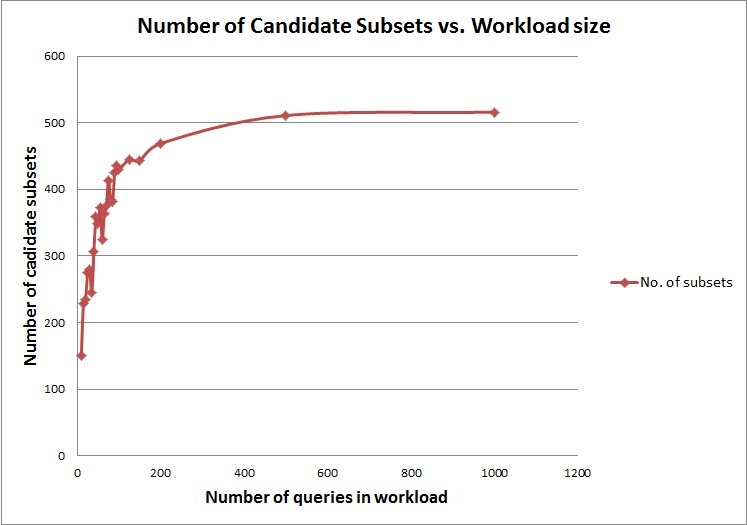 Number of Candidate Subsets vs. Workload size
600
500
400
300
200
100
0
Number of cadidate subsets
No. of subsets
0 200 400 600 800 1000 1200
Number of queries in workload